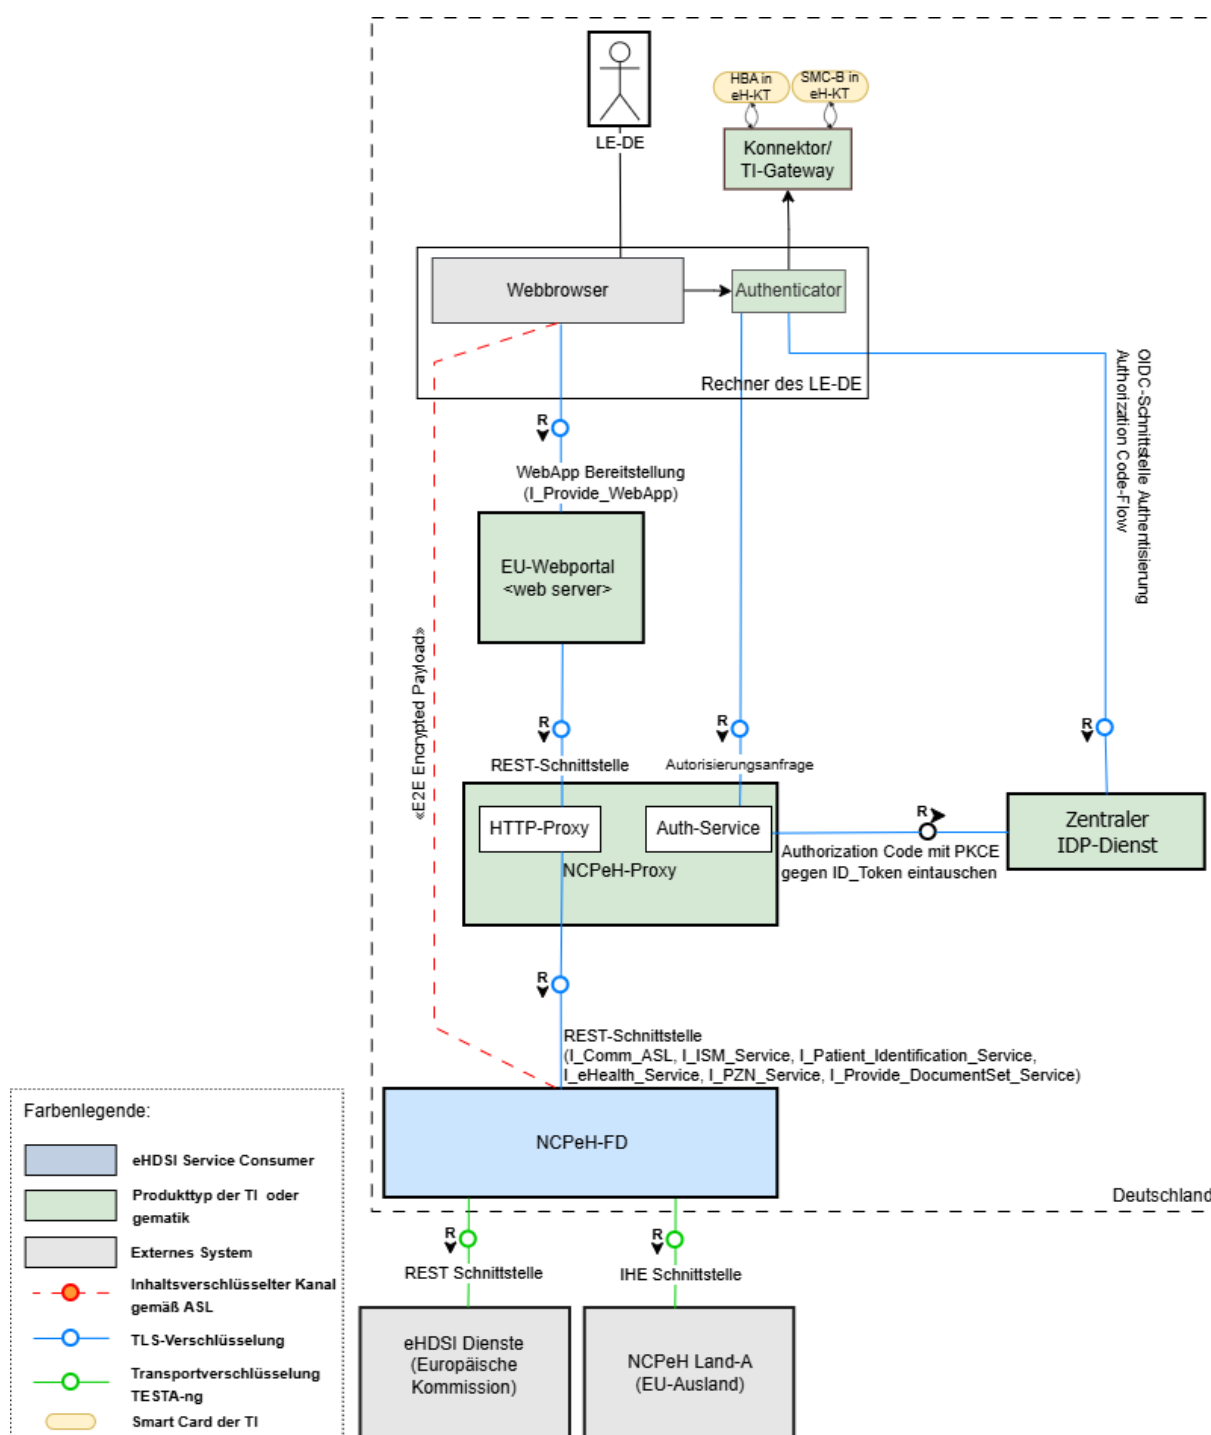 LE-DE
HBA in
eH-KT
SMC-B in
eH-KT
Konnektor/
TI-Gateway
Webbrowser
Authenticator
Rechner des LE-DE
OIDC-Schnittstelle Authentisierung
Authorization Code-Flow
R
WebApp Bereitstellung
(I_Provide_WebApp)
EU-Webportal
<web server>
«E2E Encrypted Payload»
R
REST-Schnittstelle
R
Autorisierungsanfrage
R
HTTP-Proxy
Auth-Service
NCPeH-Proxy
R
Authorization Code mit PKCE
gegen ID_Token eintauschen
Zentraler
IDP-Dienst
R
REST-Schnittstelle
(I_Comm_ASL, I_ISM_Service, I_Patient_Identification_Service,
I_eHealth_Service, I_PZN_Service, I_Provide_DocumentSet_Service)
NCPeH-FD
Deutschland
R
REST Schnittstelle
R
IHE Schnittstelle
eHDSI Dienste
(Europäische
Kommission)
NCPeH Land-A
(EU-Ausland)
Farbenlegende:
eHDSI Service Consumer
Produkttyp der TI oder
gematik
Externes System
Inhaltsverschlüsselter Kanal
gemäß ASL
TLS-Verschlüsselung
Transportverschlüsselung
TESTA-ng
Smart Card der TI